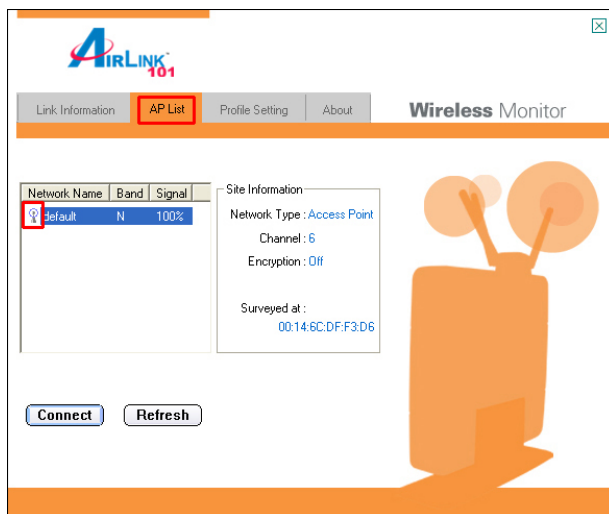 AIRLINK™
101
Link Information AP List Profile Setting About Wireless Monitor
Network Name Band Signal
default N 100%
Site Information
Network Type : Access Point
Channel : 6
Encryption : Off
Surveyed at :
00:14:6C:DF:F3:D6
Connect Refresh